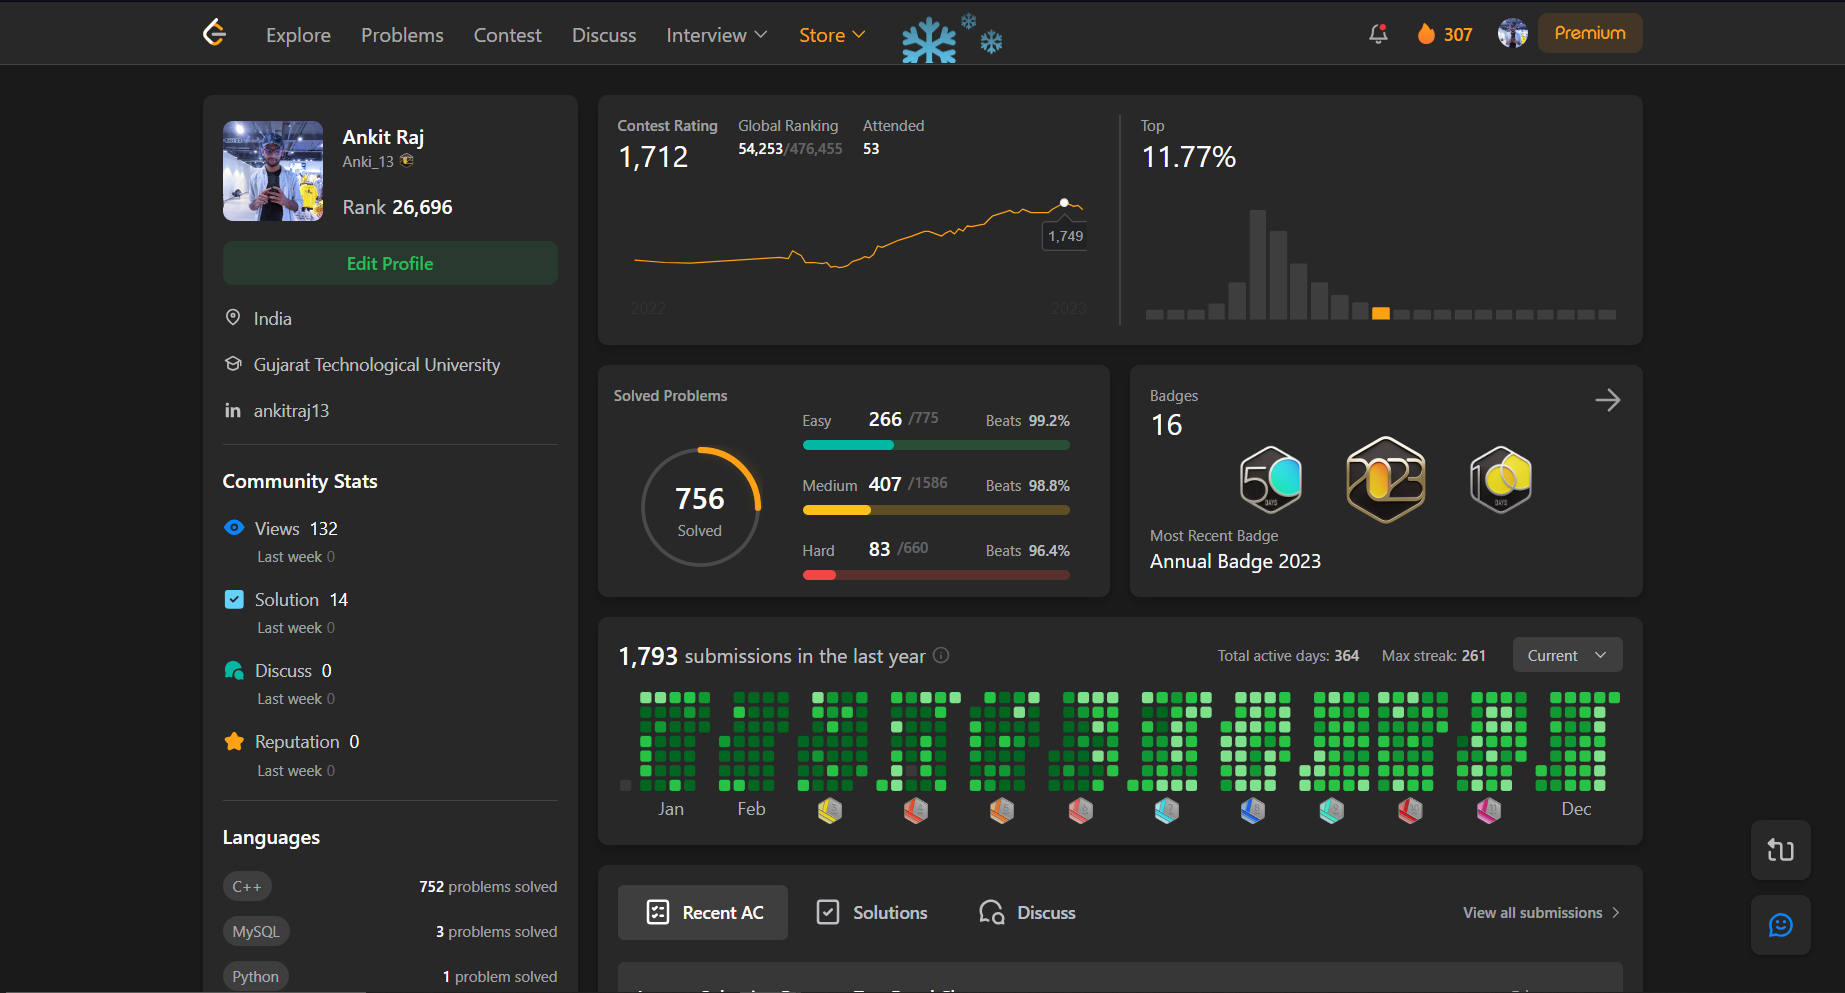 Explore Problems Contest Discuss Interview Store 307 Premium
Ankit Raj
Anki_13
Rank 26,696
Edit Profile
India
Gujarat Technological University
ankitraj13
Community Stats
Views 132
Last week 0
Solution 14
Last week 0
Discuss 0
Last week 0
Reputation 0
Last week 0
Languages
C++ 752 problems solved
MySQL 3 problems solved
Python 1 problem solved
Contest Rating Global Ranking Attended
1,712 54,253/476,455 53
1,749
2022 2023
Top
11.77%
Solved Problems
756
Solved
Easy 266 /775 Beats 99.2%
Medium 407 /1586 Beats 98.8%
Hard 83 /660 Beats 96.4%
Badges
16
50 DAYS
2023
100 DAYS
Most Recent Badge
Annual Badge 2023
1,793 submissions in the last year Total active days: 364 Max streak: 261 Current
Jan Feb Dec
Recent AC Solutions Discuss View all submissions